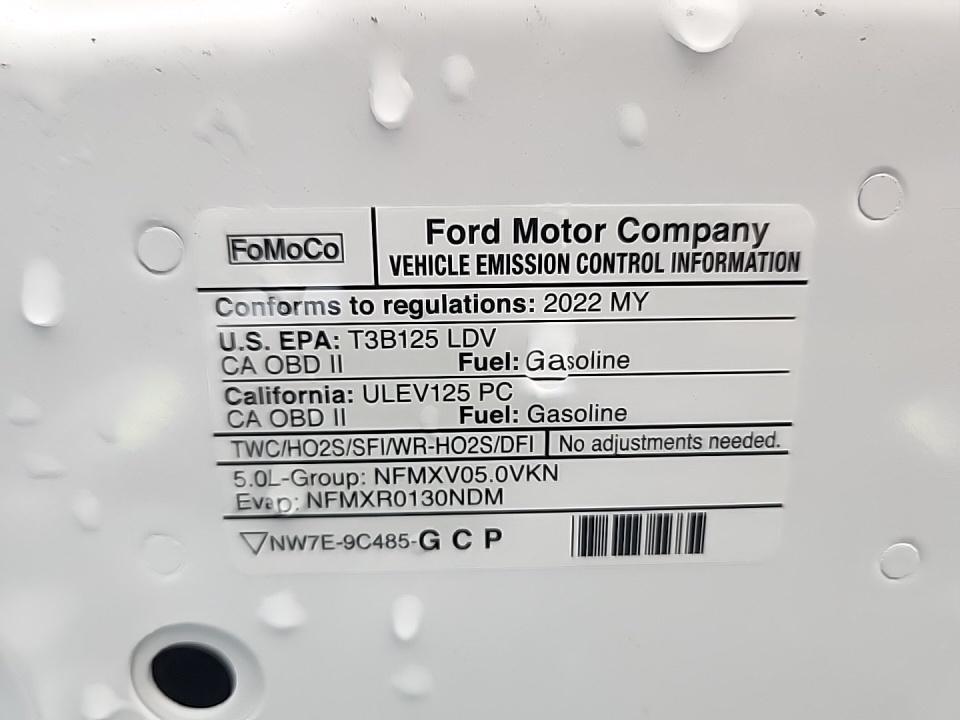 FoMoCo
Ford Motor Company
VEHICLE EMISSION CONTROL INFORMATION
Conforms to regulations: 2022 MY
U.S. EPA: T3B125 LDV
CA OBD II Fuel: Gasoline
California: ULEV125 PC
CA OBD II Fuel: Gasoline
TWC/HO2S/SFI/WR-HO2S/DFI No adjustments needed.
5.0L-Group: NFMXV05.0VKN
Evap: NFMXR0130NDM
NW7E-9C485-G C P